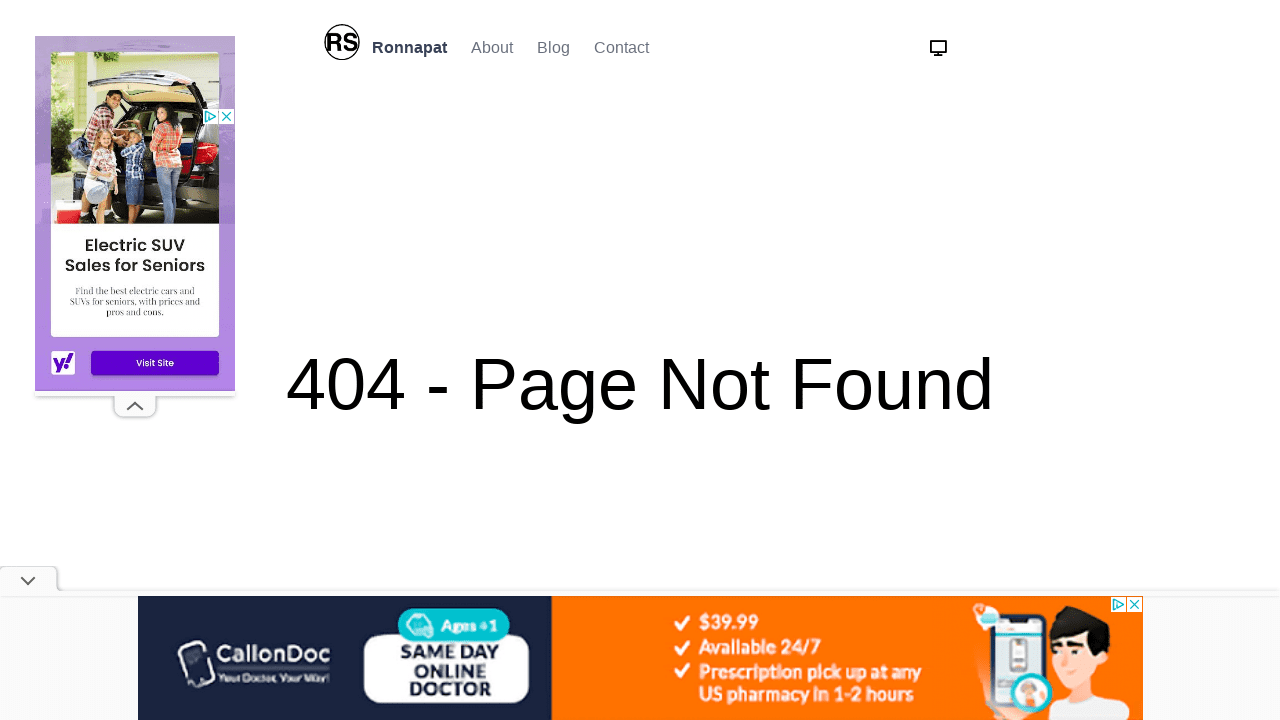 RS Ronnapat About Blog Contact
Electric SUV
Sales for Seniors
Find the best electric cars and
SUVs for seniors, with prices and
pros and cons.
y! Visit Site
404 - Page Not Found
CallonDoc
Your Doctor, Your Way!
Ages 4+1
SAME DAY
ONLINE
DOCTOR
$39.99
Available 24/7
Prescription pick up at any
US pharmacy in 1-2 hours